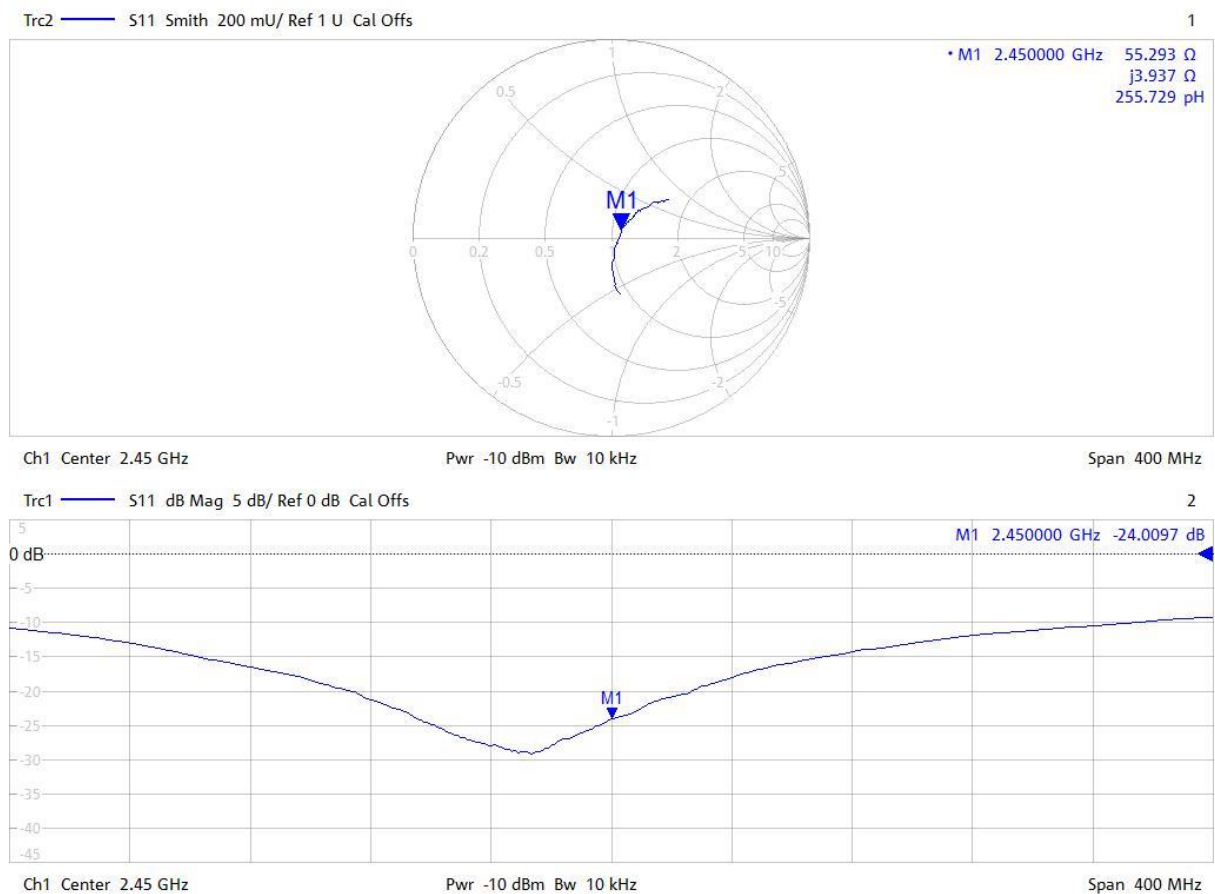 Trc2 S11 Smith 200 mU/ Ref 1 U Cal Offs 1
• M1 2.450000 GHz 55.293 Ω
j3.937 Ω
255.729 pH
1
0.5 2
5
M1
0 0.2 0.5 1 2 5 10
-5
-0.5 -2
-1
Ch1 Center 2.45 GHz Pwr -10 dBm Bw 10 kHz Span 400 MHz
Trc1 S11 dB Mag 5 dB/ Ref 0 dB Cal Offs 2
5
M1 2.450000 GHz -24.0097 dB
0 dB
-5
-10
-15
-20
M1
-25
-30
-35
-40
-45
Ch1 Center 2.45 GHz Pwr -10 dBm Bw 10 kHz Span 400 MHz